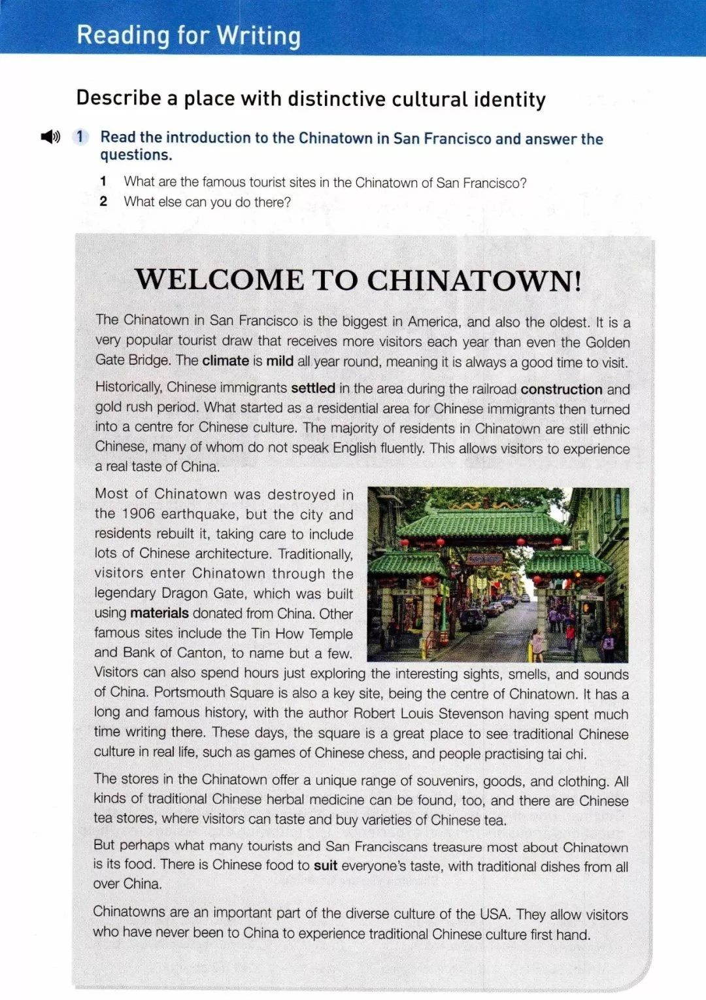 Reading for Writing
Describe a place with distinctive cultural identity
1 Read the introduction to the Chinatown in San Francisco and answer the
questions.
1 What are the famous tourist sites in the Chinatown of San Francisco?
2 What else can you do there?
WELCOME TO CHINATOWN!
The Chinatown in San Francisco is the biggest in America, and also the oldest. It is a
very popular tourist draw that receives more visitors each year than even the Golden
Gate Bridge. The climate is mild all year round, meaning it is always a good time to visit.
Historically, Chinese immigrants settled in the area during the railroad construction and
gold rush period. What started as a residential area for Chinese immigrants then turned
into a centre for Chinese culture. The majority of residents in Chinatown are still ethnic
Chinese, many of whom do not speak English fluently. This allows visitors to experience
a real taste of China.
Most of Chinatown was destroyed in
the 1906 earthquake, but the city and
residents rebuilt it, taking care to include
lots of Chinese architecture. Traditionally,
visitors enter Chinatown through the
legendary Dragon Gate, which was built
using materials donated from China. Other
famous sites include the Tin How Temple
and Bank of Canton, to name but a few.
Visitors can also spend hours just exploring the interesting sights, smells, and sounds
of China. Portsmouth Square is also a key site, being the centre of Chinatown. It has a
long and famous history, with the author Robert Louis Stevenson having spent much
time writing there. These days, the square is a great place to see traditional Chinese
culture in real life, such as games of Chinese chess, and people practising tai chi.
The stores in the Chinatown offer a unique range of souvenirs, goods, and clothing. All
kinds of traditional Chinese herbal medicine can be found, too, and there are Chinese
tea stores, where visitors can taste and buy varieties of Chinese tea.
But perhaps what many tourists and San Franciscans treasure most about Chinatown
is its food. There is Chinese food to suit everyone's taste, with traditional dishes from all
over China.
Chinatowns are an important part of the diverse culture of the USA. They allow visitors
who have never been to China to experience traditional Chinese culture first hand.